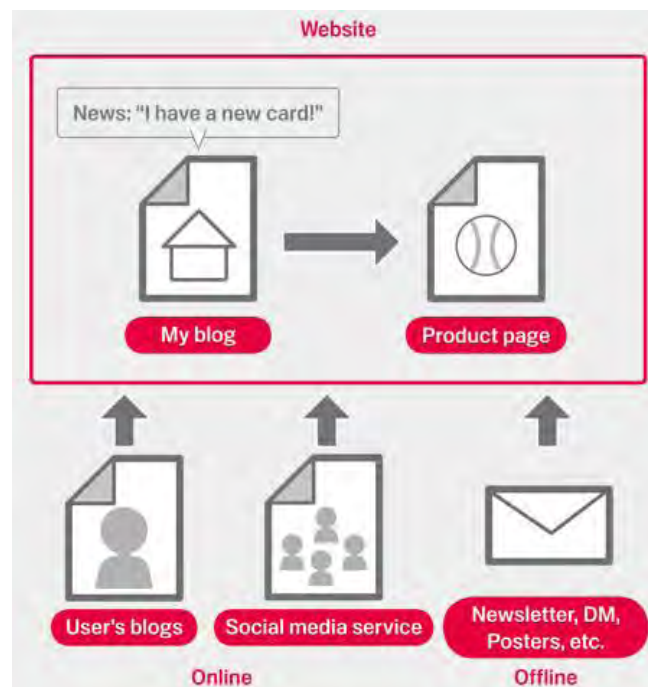 Website
News: "I have a new card!"
My blog
Product page
User's blogs
Social media service
Newsletter, DM,
Posters, etc.
Online
Offline